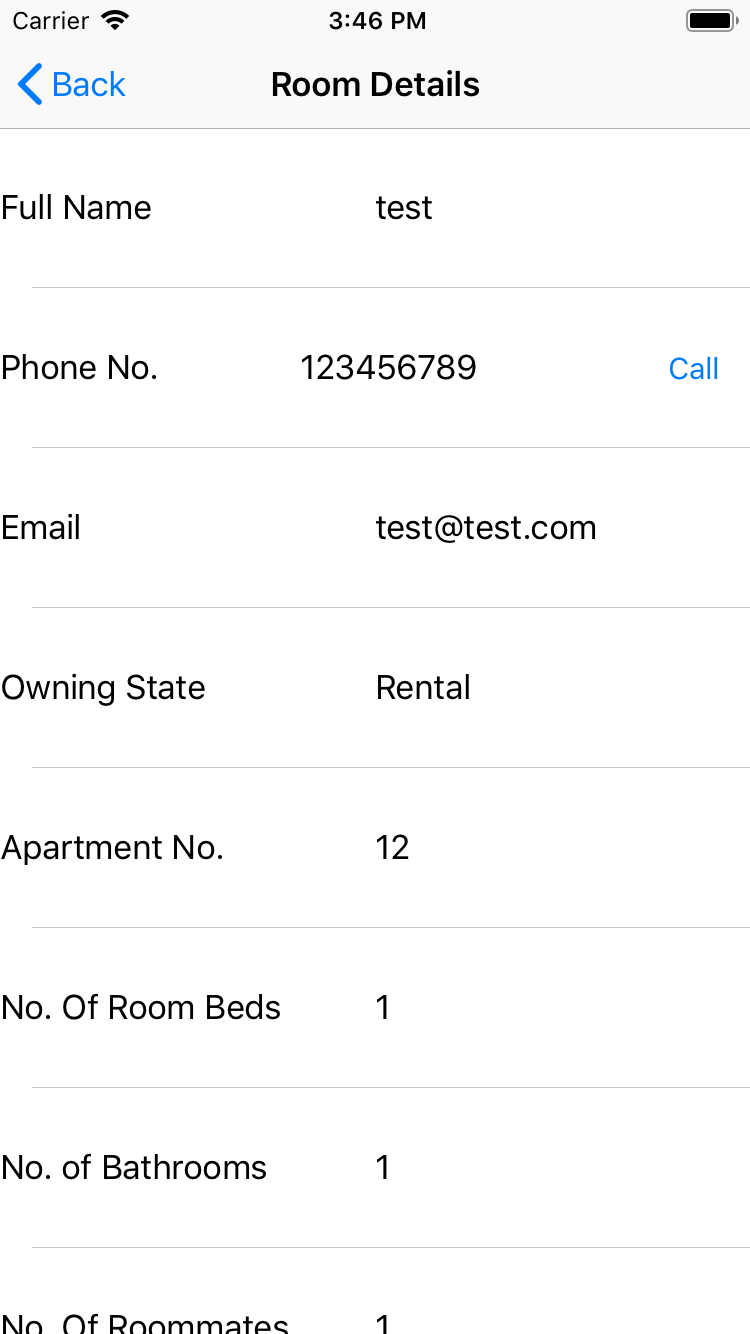 Carrier 3:46 PM
Back Room Details
Full Name test
Phone No. 123456789 Call
Email test@test.com
Owning State Rental
Apartment No. 12
No. Of Room Beds 1
No. of Bathrooms 1
No. Of Roommates 1